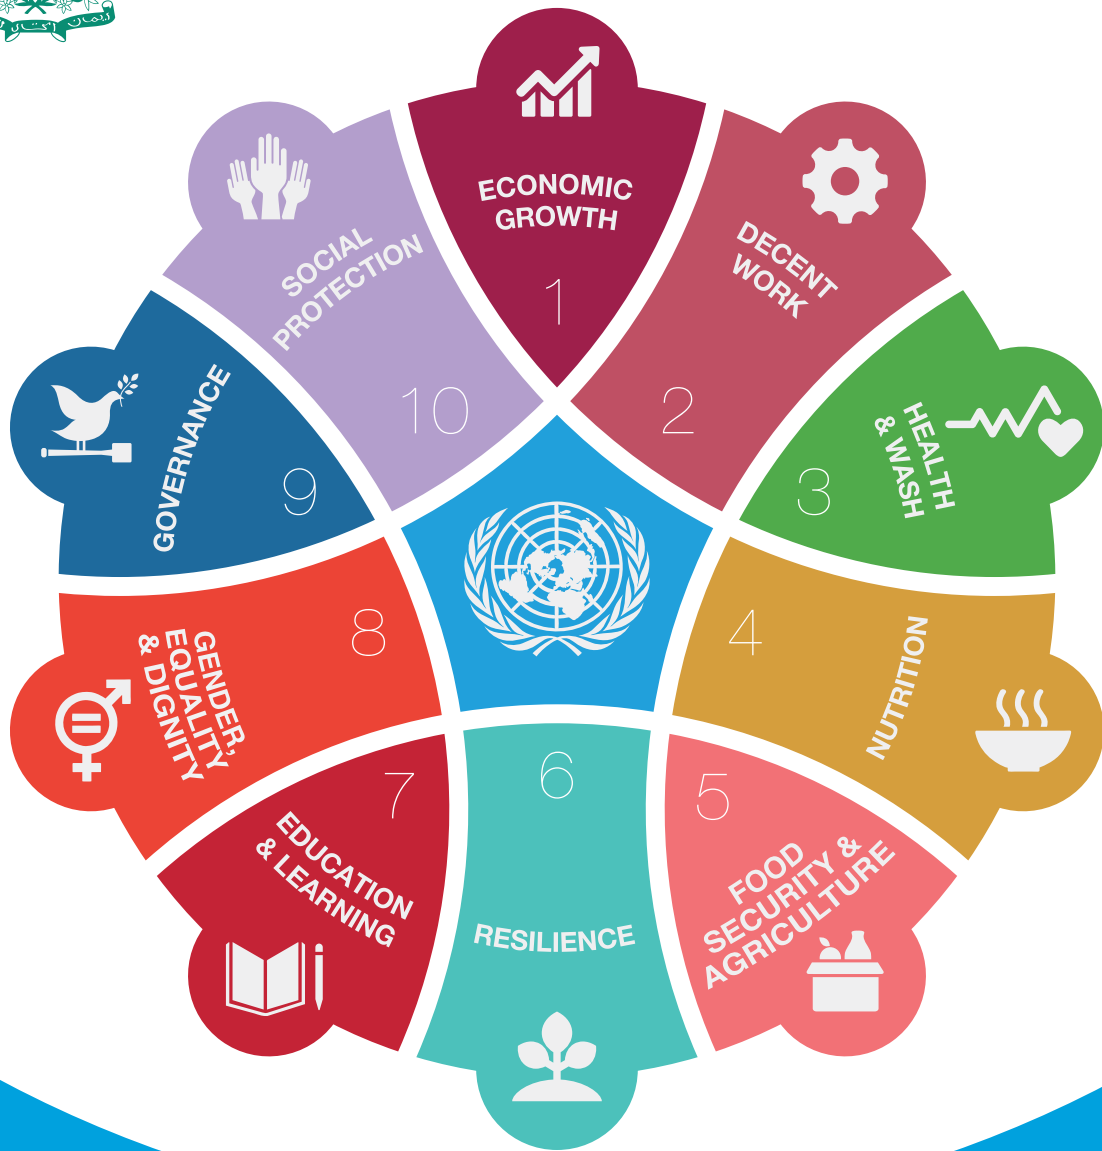 ایمان
ECONOMIC
GROWTH
1
DECENT
WORK
2
HEALTH
& WASH
3
NUTRITION
4
FOOD
SECURITY &
AGRICULTURE
5
RESILIENCE
6
EDUCATION
& LEARNING
7
GENDER,
EQUALITY
& DIGNITY
8
GOVERNANCE
9
SOCIAL
PROTECTION
10